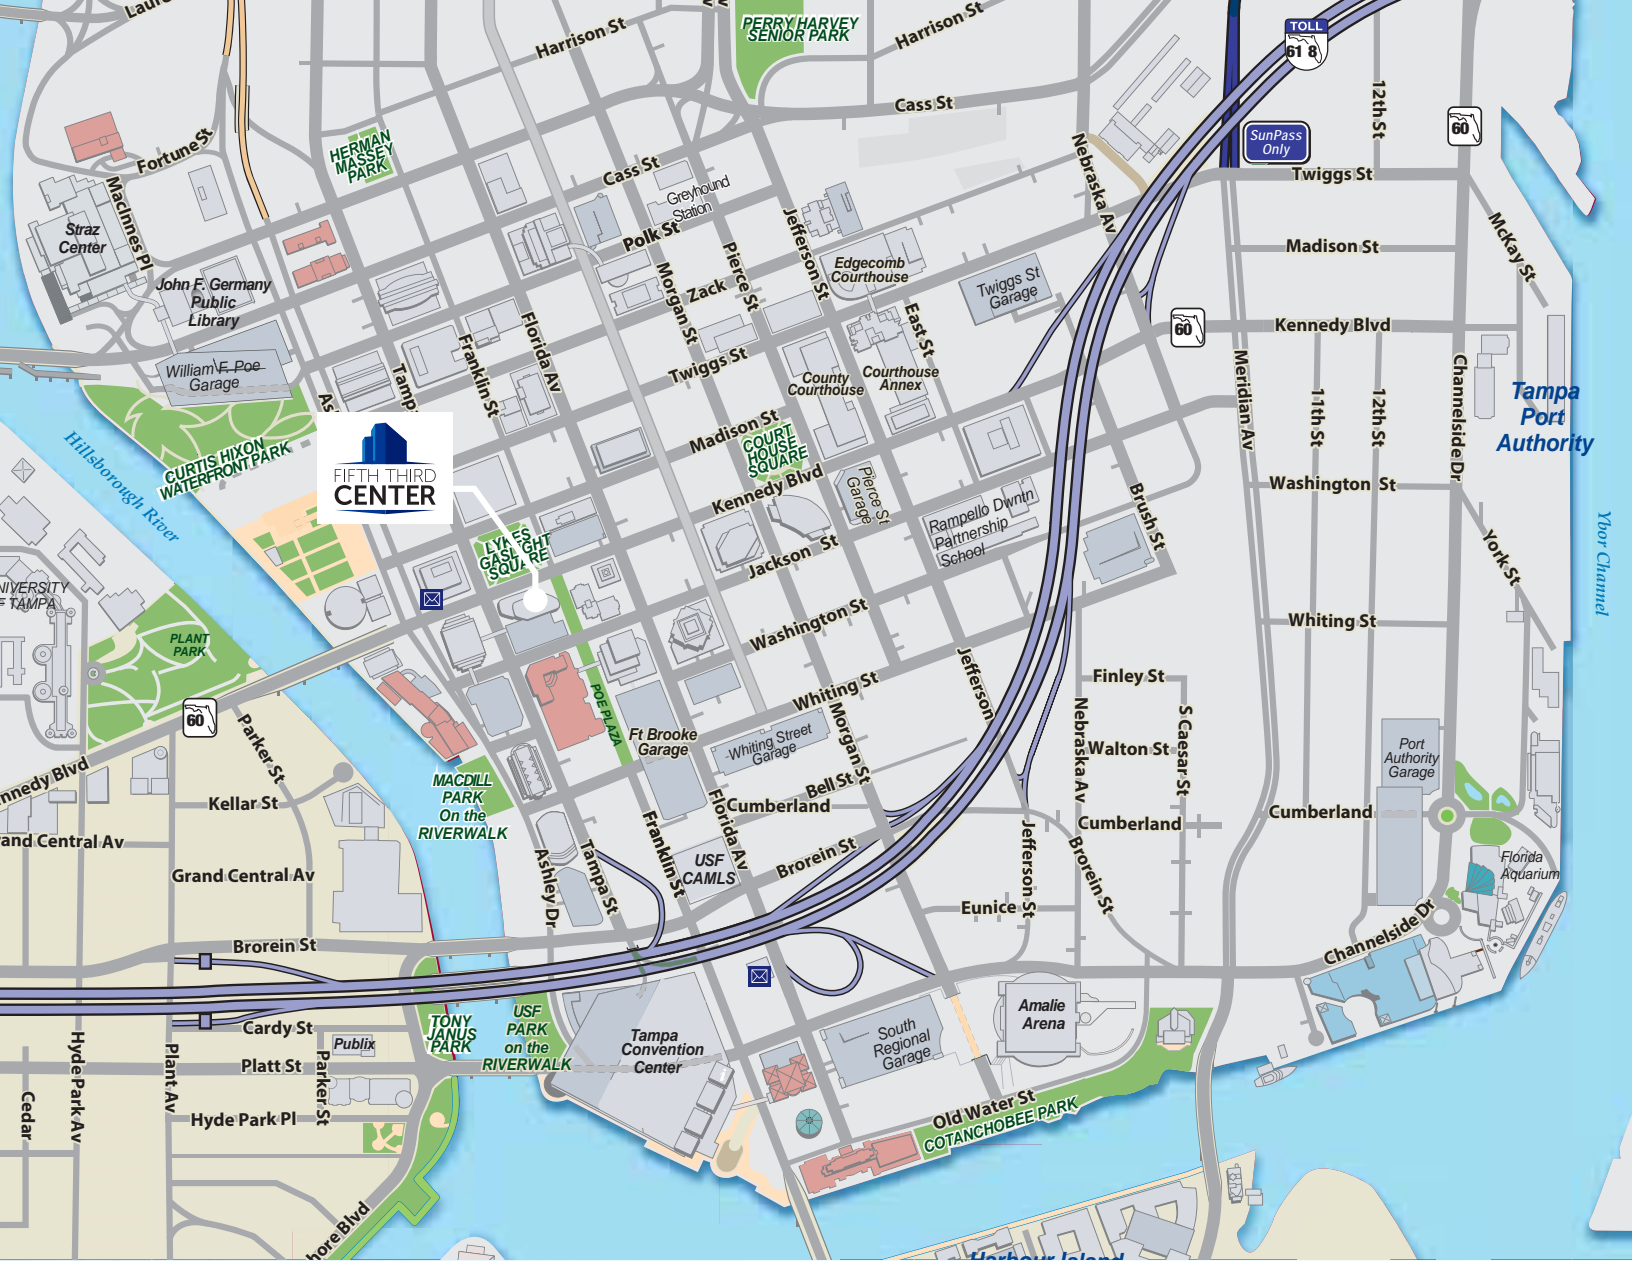 Harrison St
PERRY HARVEY
SENIOR PARK
Harrison St
TOLL
618
12th St
60
SunPass
Only
Cass St
Fortune St
HERMAN
MASSEY
PARK
Cass St
Nebraska Av
Twiggs St
Greyhound
Station
MacInnes Pl
Straz
Center
Polk St
Jefferson St
McKay St
Madison St
Pierce St
Edgecomb
Courthouse
John F. Germany
Public
Library
Morgan St
Zack
Twiggs St
Garage
60
Kennedy Blvd
Florida Av
East St
Franklin St
William F. Poe
Garage
Twiggs St
County
Courthouse
Courthouse
Annex
Meridian Av
11th St
12th St
Channelside Dr
Tampa
Port
Authority
Hillsborough River
CURTIS HIXON
WATERFRONT PARK
FIFTH THIRD
CENTER
Madison St
COURT
HOUSE
SQUARE
Kennedy Blvd
Pierce St
Garage
Rampello Dwntn
Partnership
School
Brush St
Washington St
York St
Ybor Channel
LYKES
GASLIGHT
SQUARE
Jackson St
Washington St
Whiting St
PLANT
PARK
Whiting St
Jefferson
Finley St
60
POE PLAZA
Ft Brooke
Garage
Whiting Street
Garage
Morgan St
Nebraska Av
S Caesar St
Walton St
Port
Authority
Garage
Parker St
Kellar St
MACDILL
PARK
On the
RIVERWALK
Bell St
Cumberland
Cumberland
Cumberland
Franklin St
Florida Av
USF
CAMLS
Brorein St
Jefferson St
Brorein St
Florida
Aquarium
Grand Central Av
Ashley Dr
Tampa St
Eunice St
Channelside Dr
Brorein St
Cardy St
TONY
JANUS
PARK
USF
PARK
on the
RIVERWALK
Tampa
Convention
Center
South
Regional
Garage
Amalie
Arena
Publix
Platt St
Hyde Park Av
Plant Av
Parker St
Cedar
Hyde Park Pl
Old Water St
COTANCHOBEE PARK